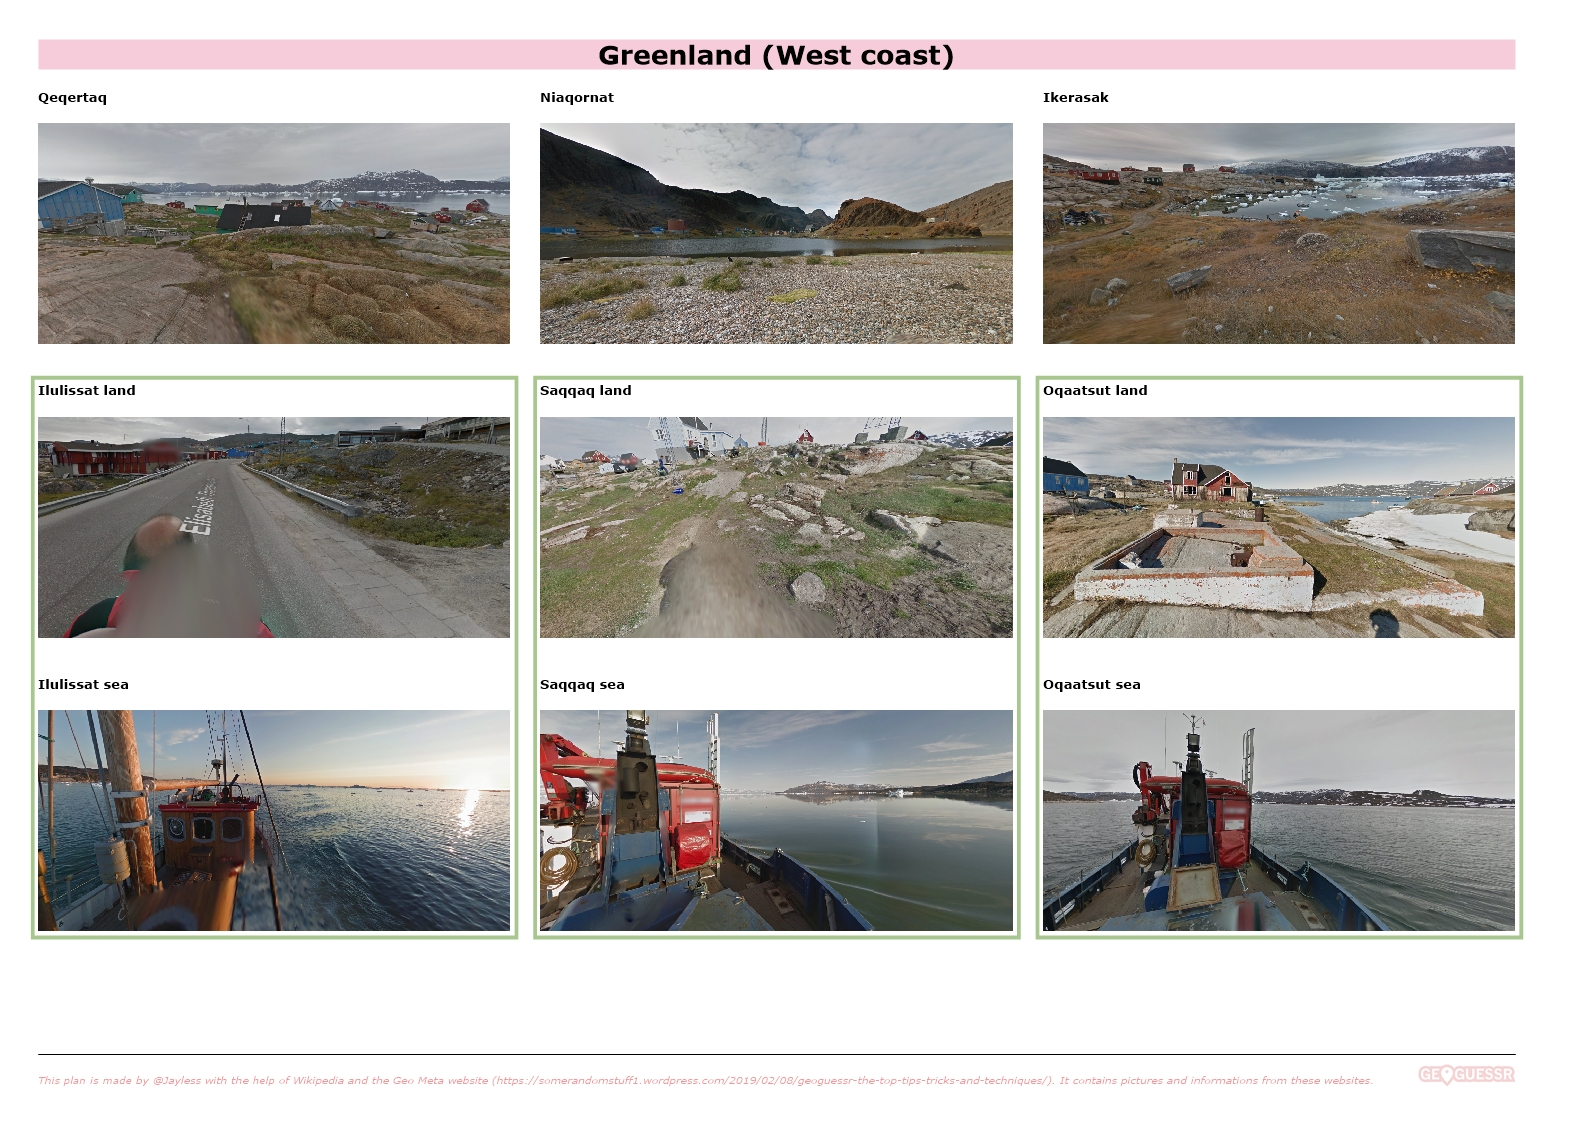 Greenland (West coast)
Qeqertaq
Niaqornat
Ikerasak
Ilulissat land
Saqqaq land
Oqaatsut land
Ilulissat sea
Saqqaq sea
Oqaatsut sea
This plan is made by @Jayless with the help of Wikipedia and the Geo Meta website (https://somerandomstuff1.wordpress.com/2019/02/08/geoguessr-the-top-tips-tricks-and-techniques/). It contains pictures and informations from these websites.
GEOGUESSR